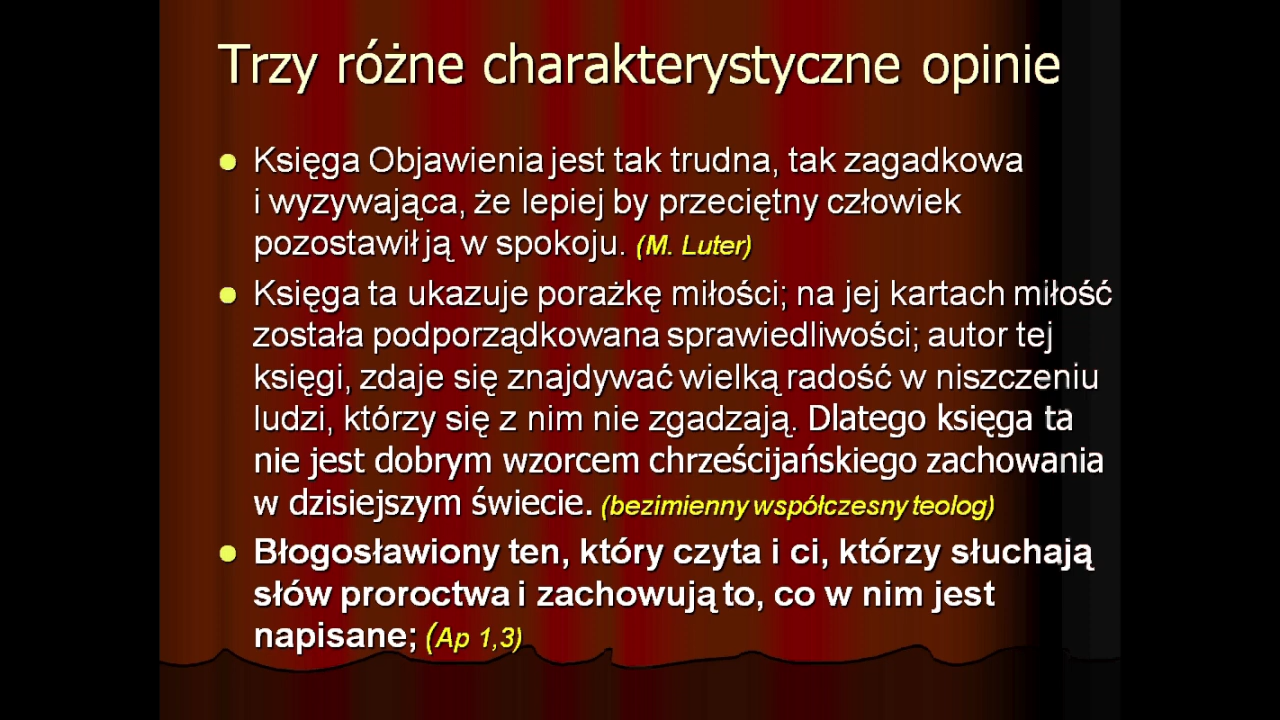 Trzy różne charakterystyczne opinie
Księga Objawienia jest tak trudna, tak zagadkowa
i wyzywająca, że lepiej by przeciętny człowiek
pozostawił ją w spokoju. (M. Luter)
Księga ta ukazuje porażkę miłości; na jej kartach miłość
została podporządkowana sprawiedliwości; autor tej
księgi, zdaje się znajdywać wielką radość w niszczeniu
ludzi, którzy się z nim nie zgadzają. Dlatego księga ta
nie jest dobrym wzorcem chrześcijańskiego zachowania
w dzisiejszym świecie. (bezimienny współczesny teolog)
Błogosławiony ten, który czyta i ci, którzy słuchają
słów proroctwa i zachowują to, co w nim jest
napisane; (Ap 1,3)